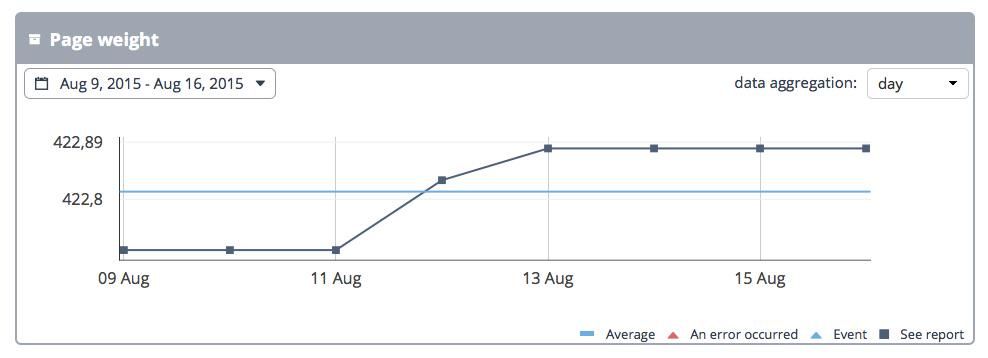 Page weight
Aug 9, 2015 - Aug 16, 2015
data aggregation: day
422,89
422,8
09 Aug 11 Aug 13 Aug 15 Aug
Average An error occurred Event See report